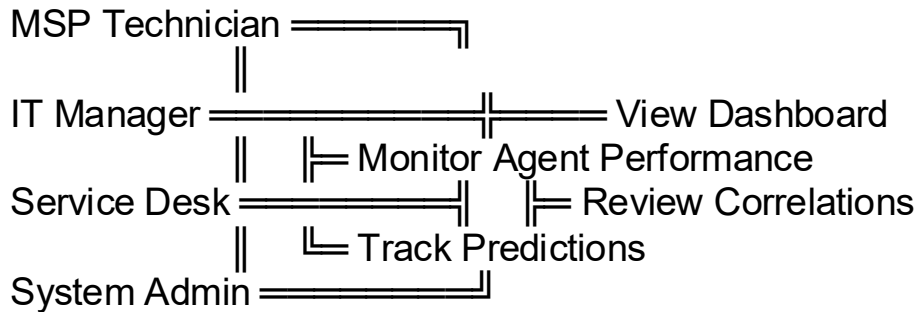 MSP Technician ═════════╗
║
IT Manager ═══════════════╬══════ View Dashboard
║ ╠═ Monitor Agent Performance
Service Desk ════════════╣ ╠═ Review Correlations
║ ╚═ Track Predictions
System Admin ════════════╝